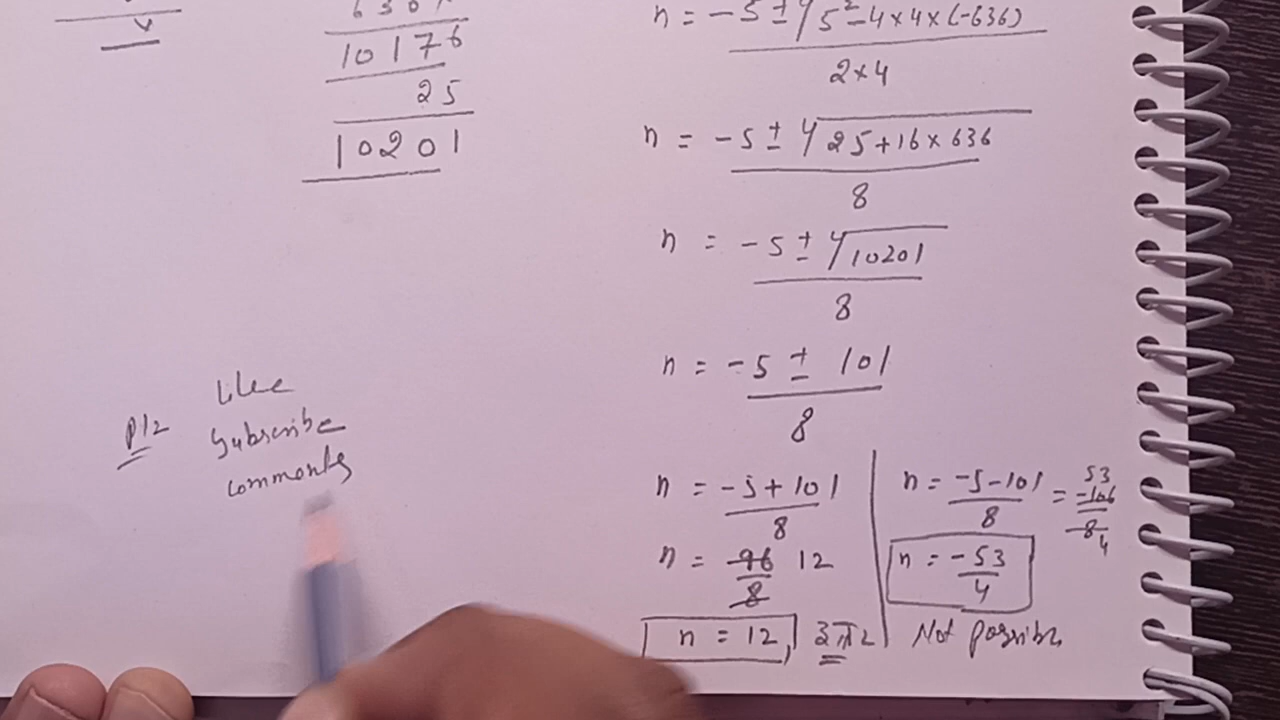 10176
25
10201
Plz
Like
Subscribe
comments
n = -5 ± √5² - 4×4×(-636)
2×4
n = -5 ± √25+16×636
8
n = -5 ± √10201
8
n = -5 ± 101
8
n = -5+101
8
n = 96 12
8
n = 12,
n = -5-101 = 53
8 -106
8 4
n = -53
4
Not possible